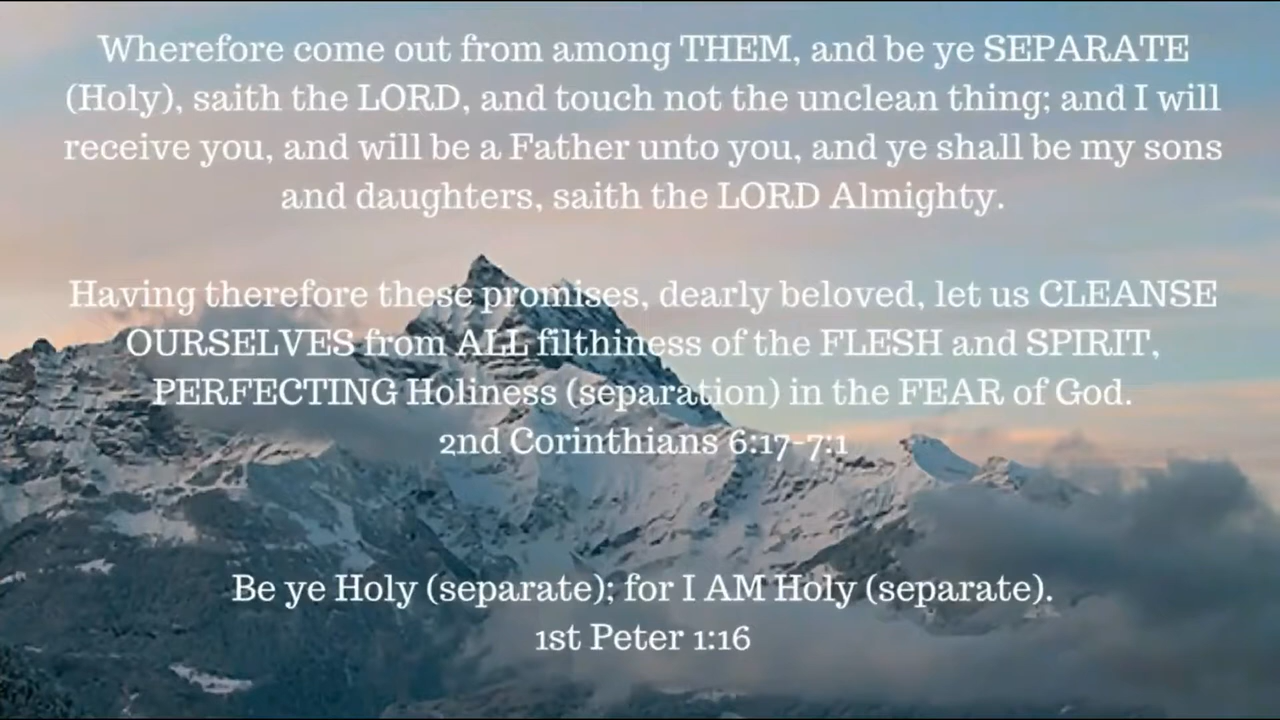 Wherefore come out from among THEM, and be ye SEPARATE
(Holy), saith the LORD, and touch not the unclean thing; and I will
receive you, and will be a Father unto you, and ye shall be my sons
and daughters, saith the LORD Almighty.
Having therefore these promises, dearly beloved, let us CLEANSE
OURSELVES from ALL filthiness of the FLESH and SPIRIT,
PERFECTING Holiness (separation) in the FEAR of God.
2nd Corinthians 6:17-7:1
Be ye Holy (separate); for I AM Holy (separate).
1st Peter 1:16